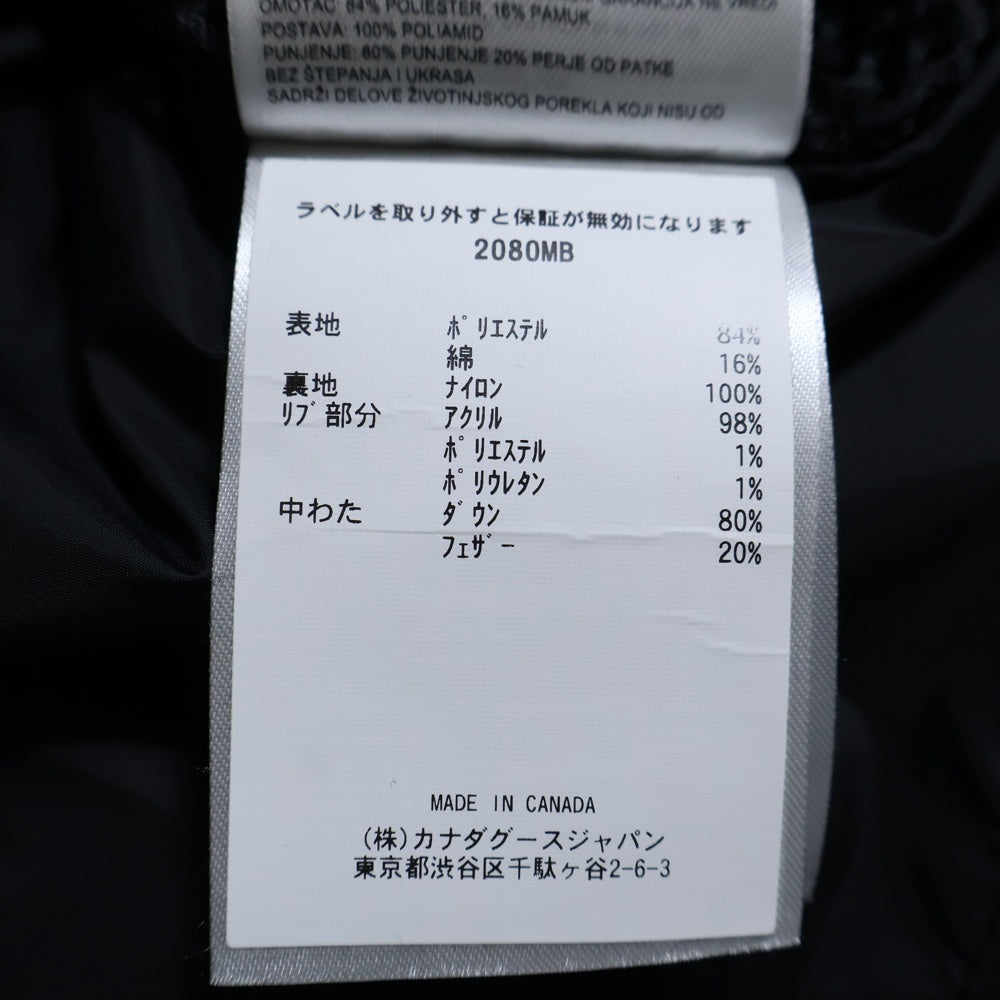 GARANCIJA NE VREDI
OMOTAČ: 84% POLIESTER, 16% PAMUK
POSTAVA: 100% POLIAMID
PUNJENJE: 80% PUNJENJE 20% PERJE OD PATKE
BEZ ŠTEPANJA I UKRASA
SADRŽI DELOVE ŽIVOTINJSKOG POREKLA KOJI NISU OD
ラベルを取り外すと保証が無効になります
2080MB
表地 ﾎﾟﾘｴｽﾃﾙ 84%
綿 16%
裏地 ﾅｲﾛﾝ 100%
ﾘﾌﾞ部分 ｱｸﾘﾙ 98%
ﾎﾟﾘｴｽﾃﾙ 1%
ﾎﾟﾘｳﾚﾀﾝ 1%
中わた ﾀﾞｳﾝ 80%
ﾌｪｻﾞｰ 20%
MADE IN CANADA
(株)カナダグースジャパン
東京都渋谷区千駄ヶ谷2-6-3